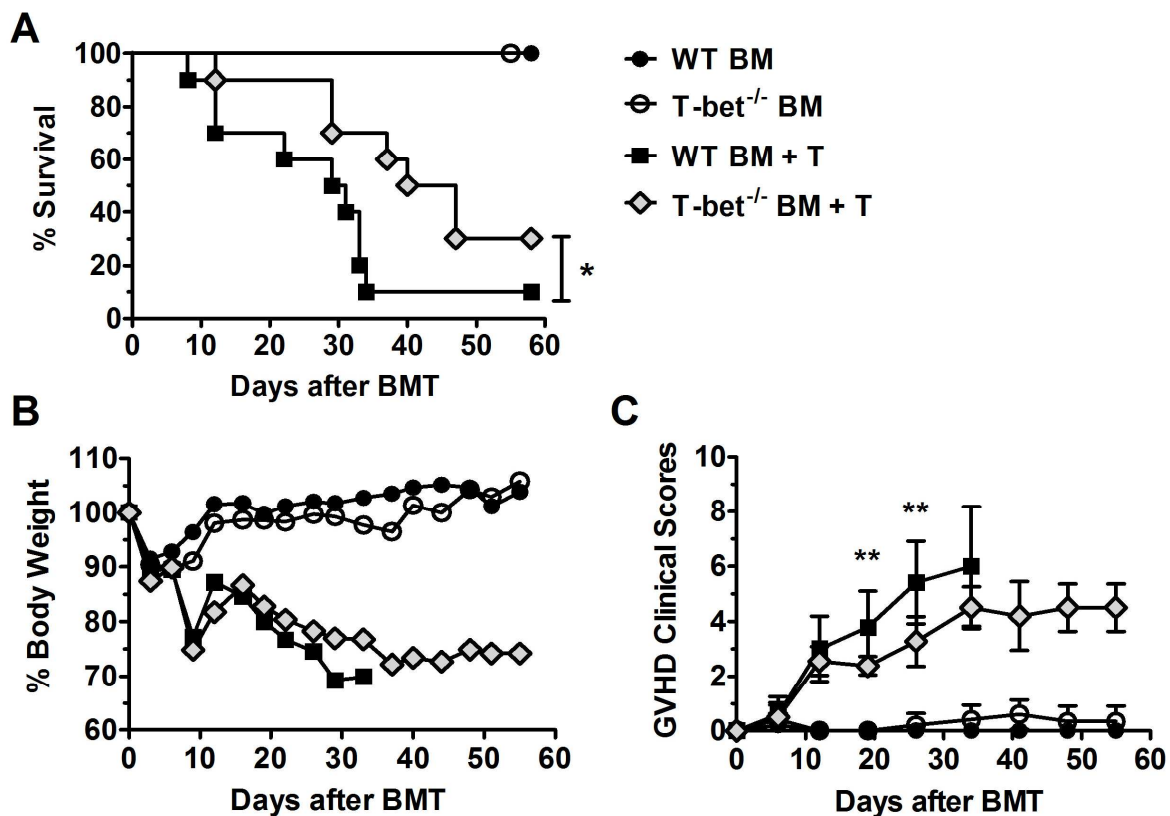 A
% Survival
100
80
60
40
20
0
0 10 20 30 40 50 60
Days after BMT
*
WT BM
T-bet-/- BM
WT BM + T
T-bet-/- BM + T
B
% Body Weight
110
100
90
80
70
60
0 10 20 30 40 50 60
Days after BMT
C
GVHD Clinical Scores
10
8
6
4
2
0
** **
0 10 20 30 40 50 60
Days after BMT